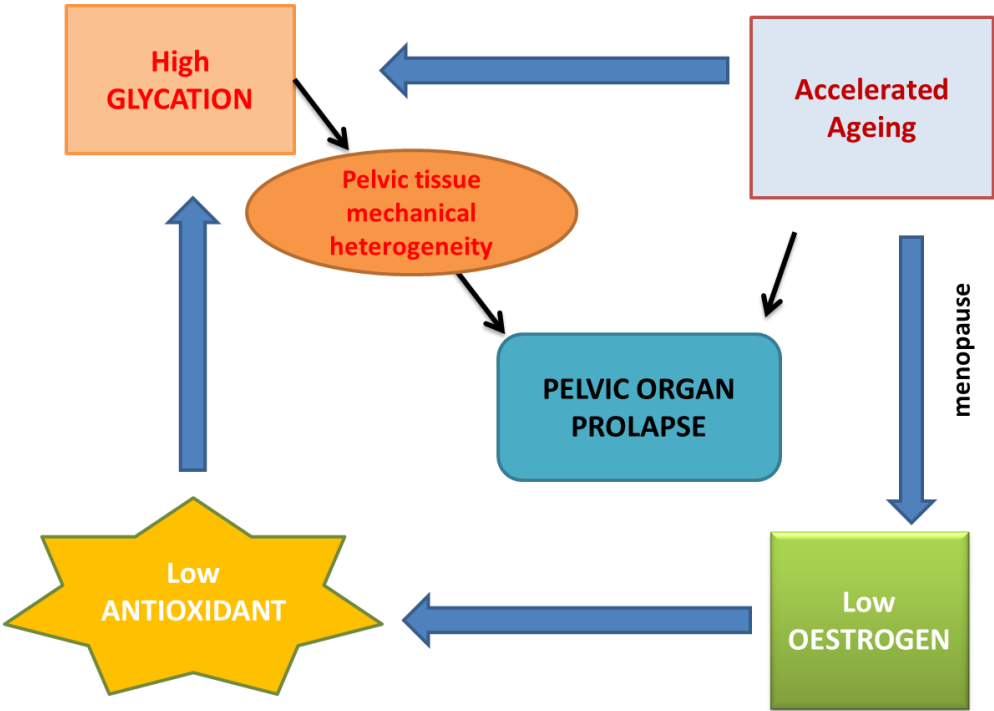 High
GLYCATION
Accelerated
Ageing
Pelvic tissue
mechanical
heterogeneity
menopause
PELVIC ORGAN
PROLAPSE
Low
ANTIOXIDANT
Low
OESTROGEN